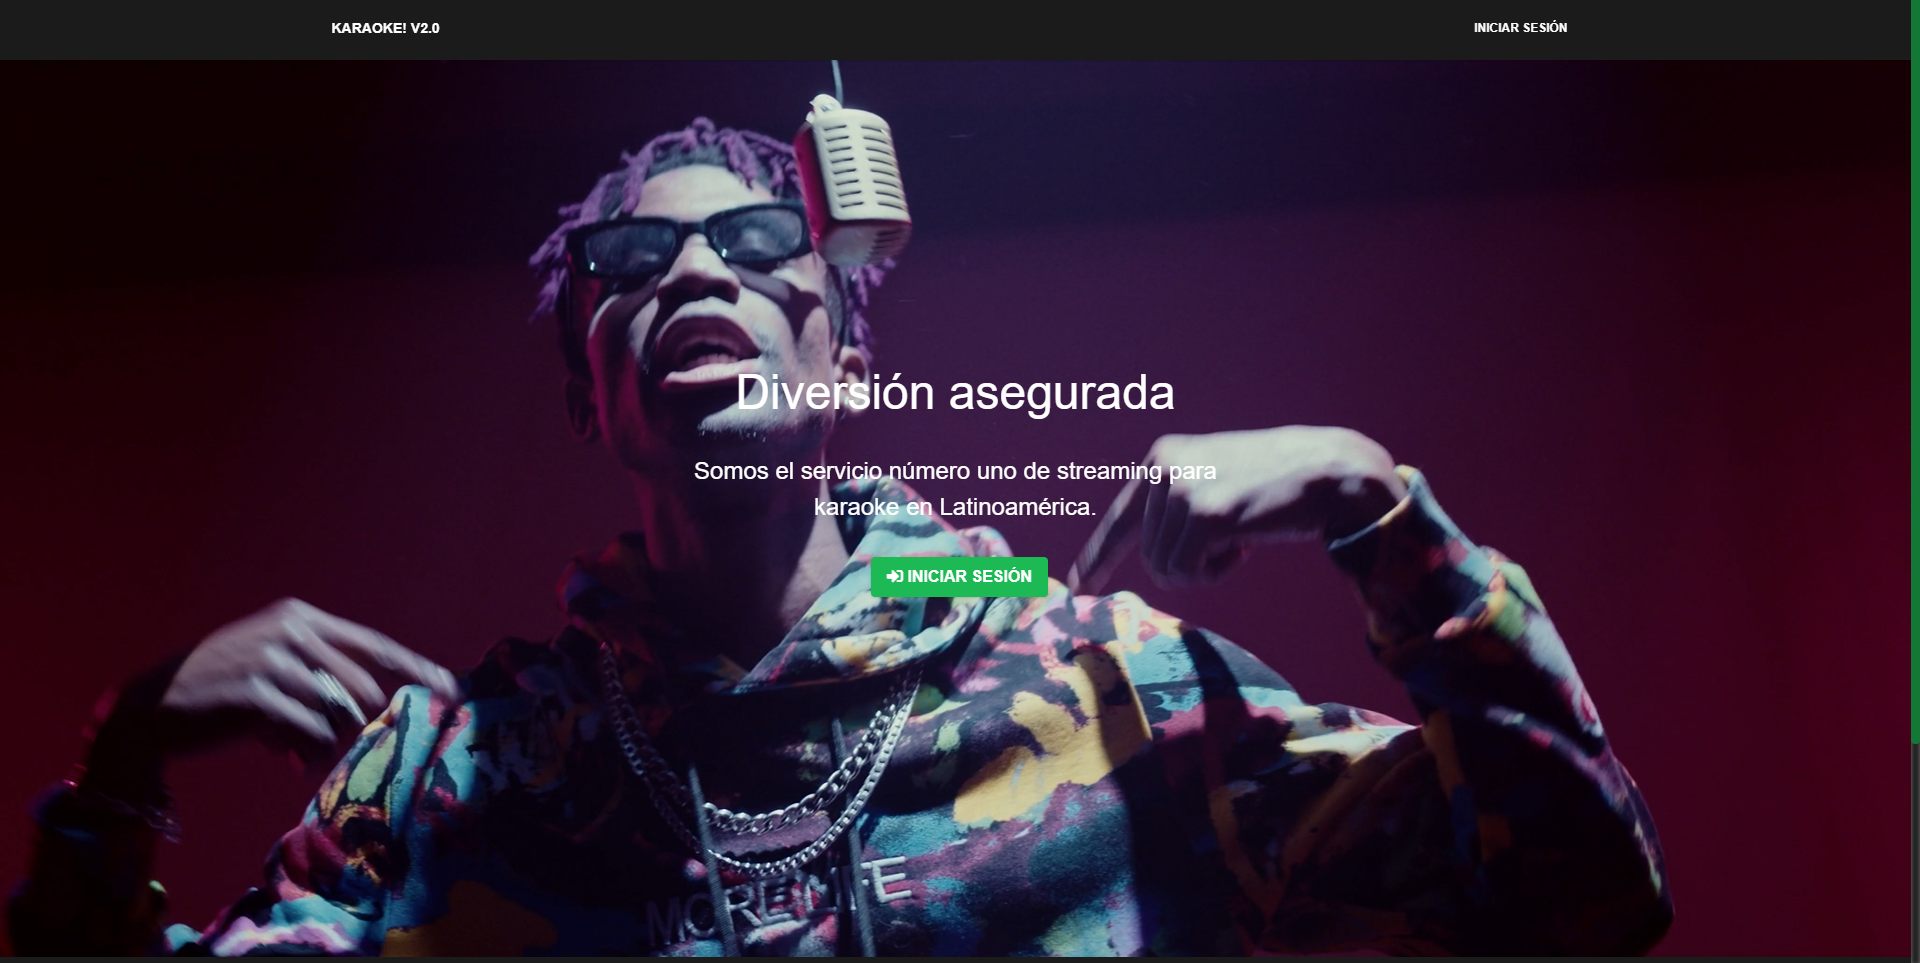 KARAOKE! V2.0
INICIAR SESIÓN
Diversión asegurada
Somos el servicio número uno de streaming para
karaoke en Latinoamérica.
INICIAR SESIÓN
MORE LIFE